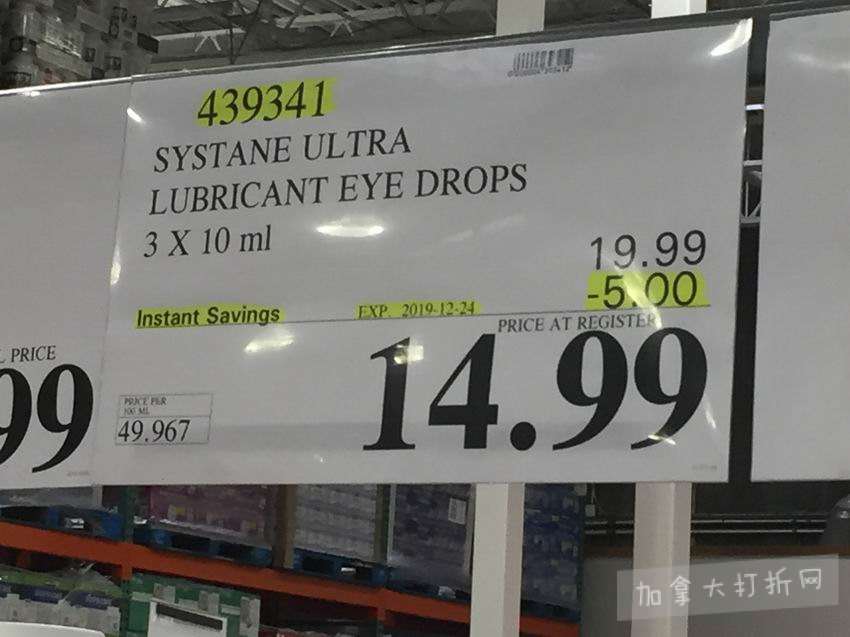 439341
SYSTANE ULTRA
LUBRICANT EYE DROPS
3 X 10 ml
19.99
-5.00
Instant Savings EXP. 2019-12-24
PRICE AT REGISTER
14.99
PRICE PER
100 ML
49.967
L PRICE
99
加拿大打折网